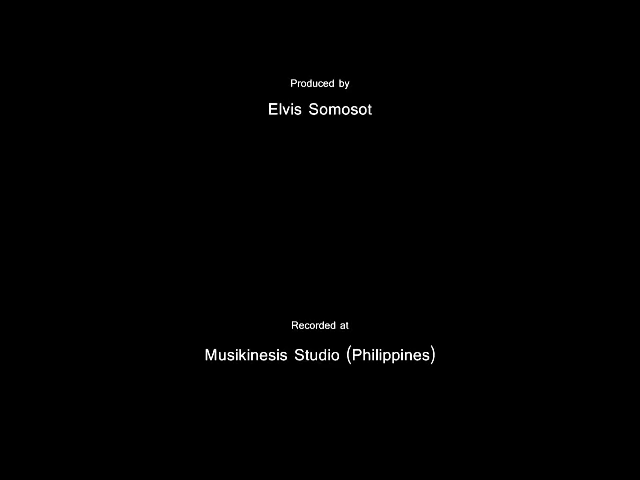 Produced by
Elvis Somosot
Recorded at
Musikinesis Studio (Philippines)